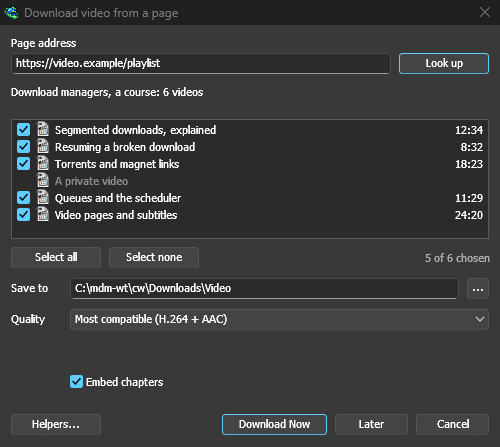 Download video from a page
Page address
https://video.example/playlist
Look up
Download managers, a course: 6 videos
Segmented downloads, explained 12:34
Resuming a broken download 8:32
Torrents and magnet links 18:23
A private video
Queues and the scheduler 11:29
Video pages and subtitles 24:20
Select all
Select none
5 of 6 chosen
Save to
C:\mdm-wt\cw\Downloads\Video
...
Quality
Most compatible (H.264 + AAC)
Embed chapters
Helpers...
Download Now
Later
Cancel